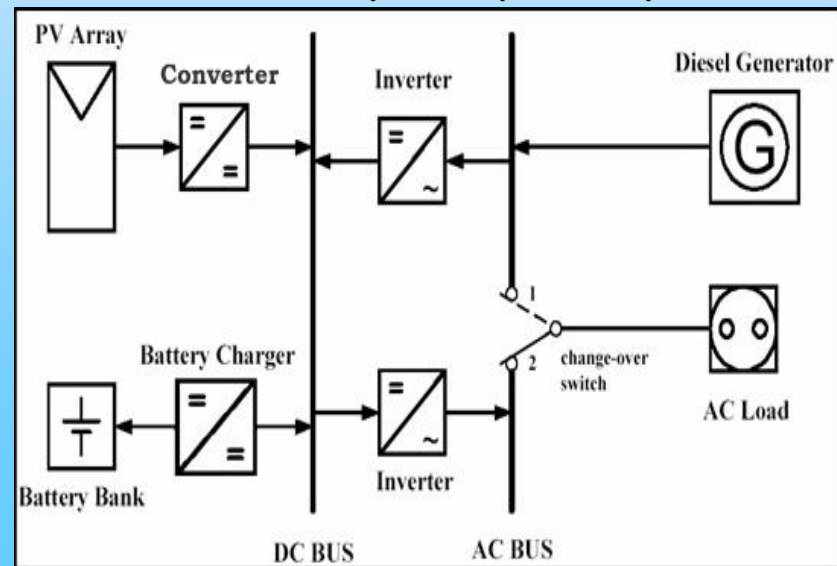 PV Array
Converter
Inverter
Diesel Generator
G
1
2
change-over
switch
Battery Charger
AC Load
Battery Bank
Inverter
DC BUS
AC BUS